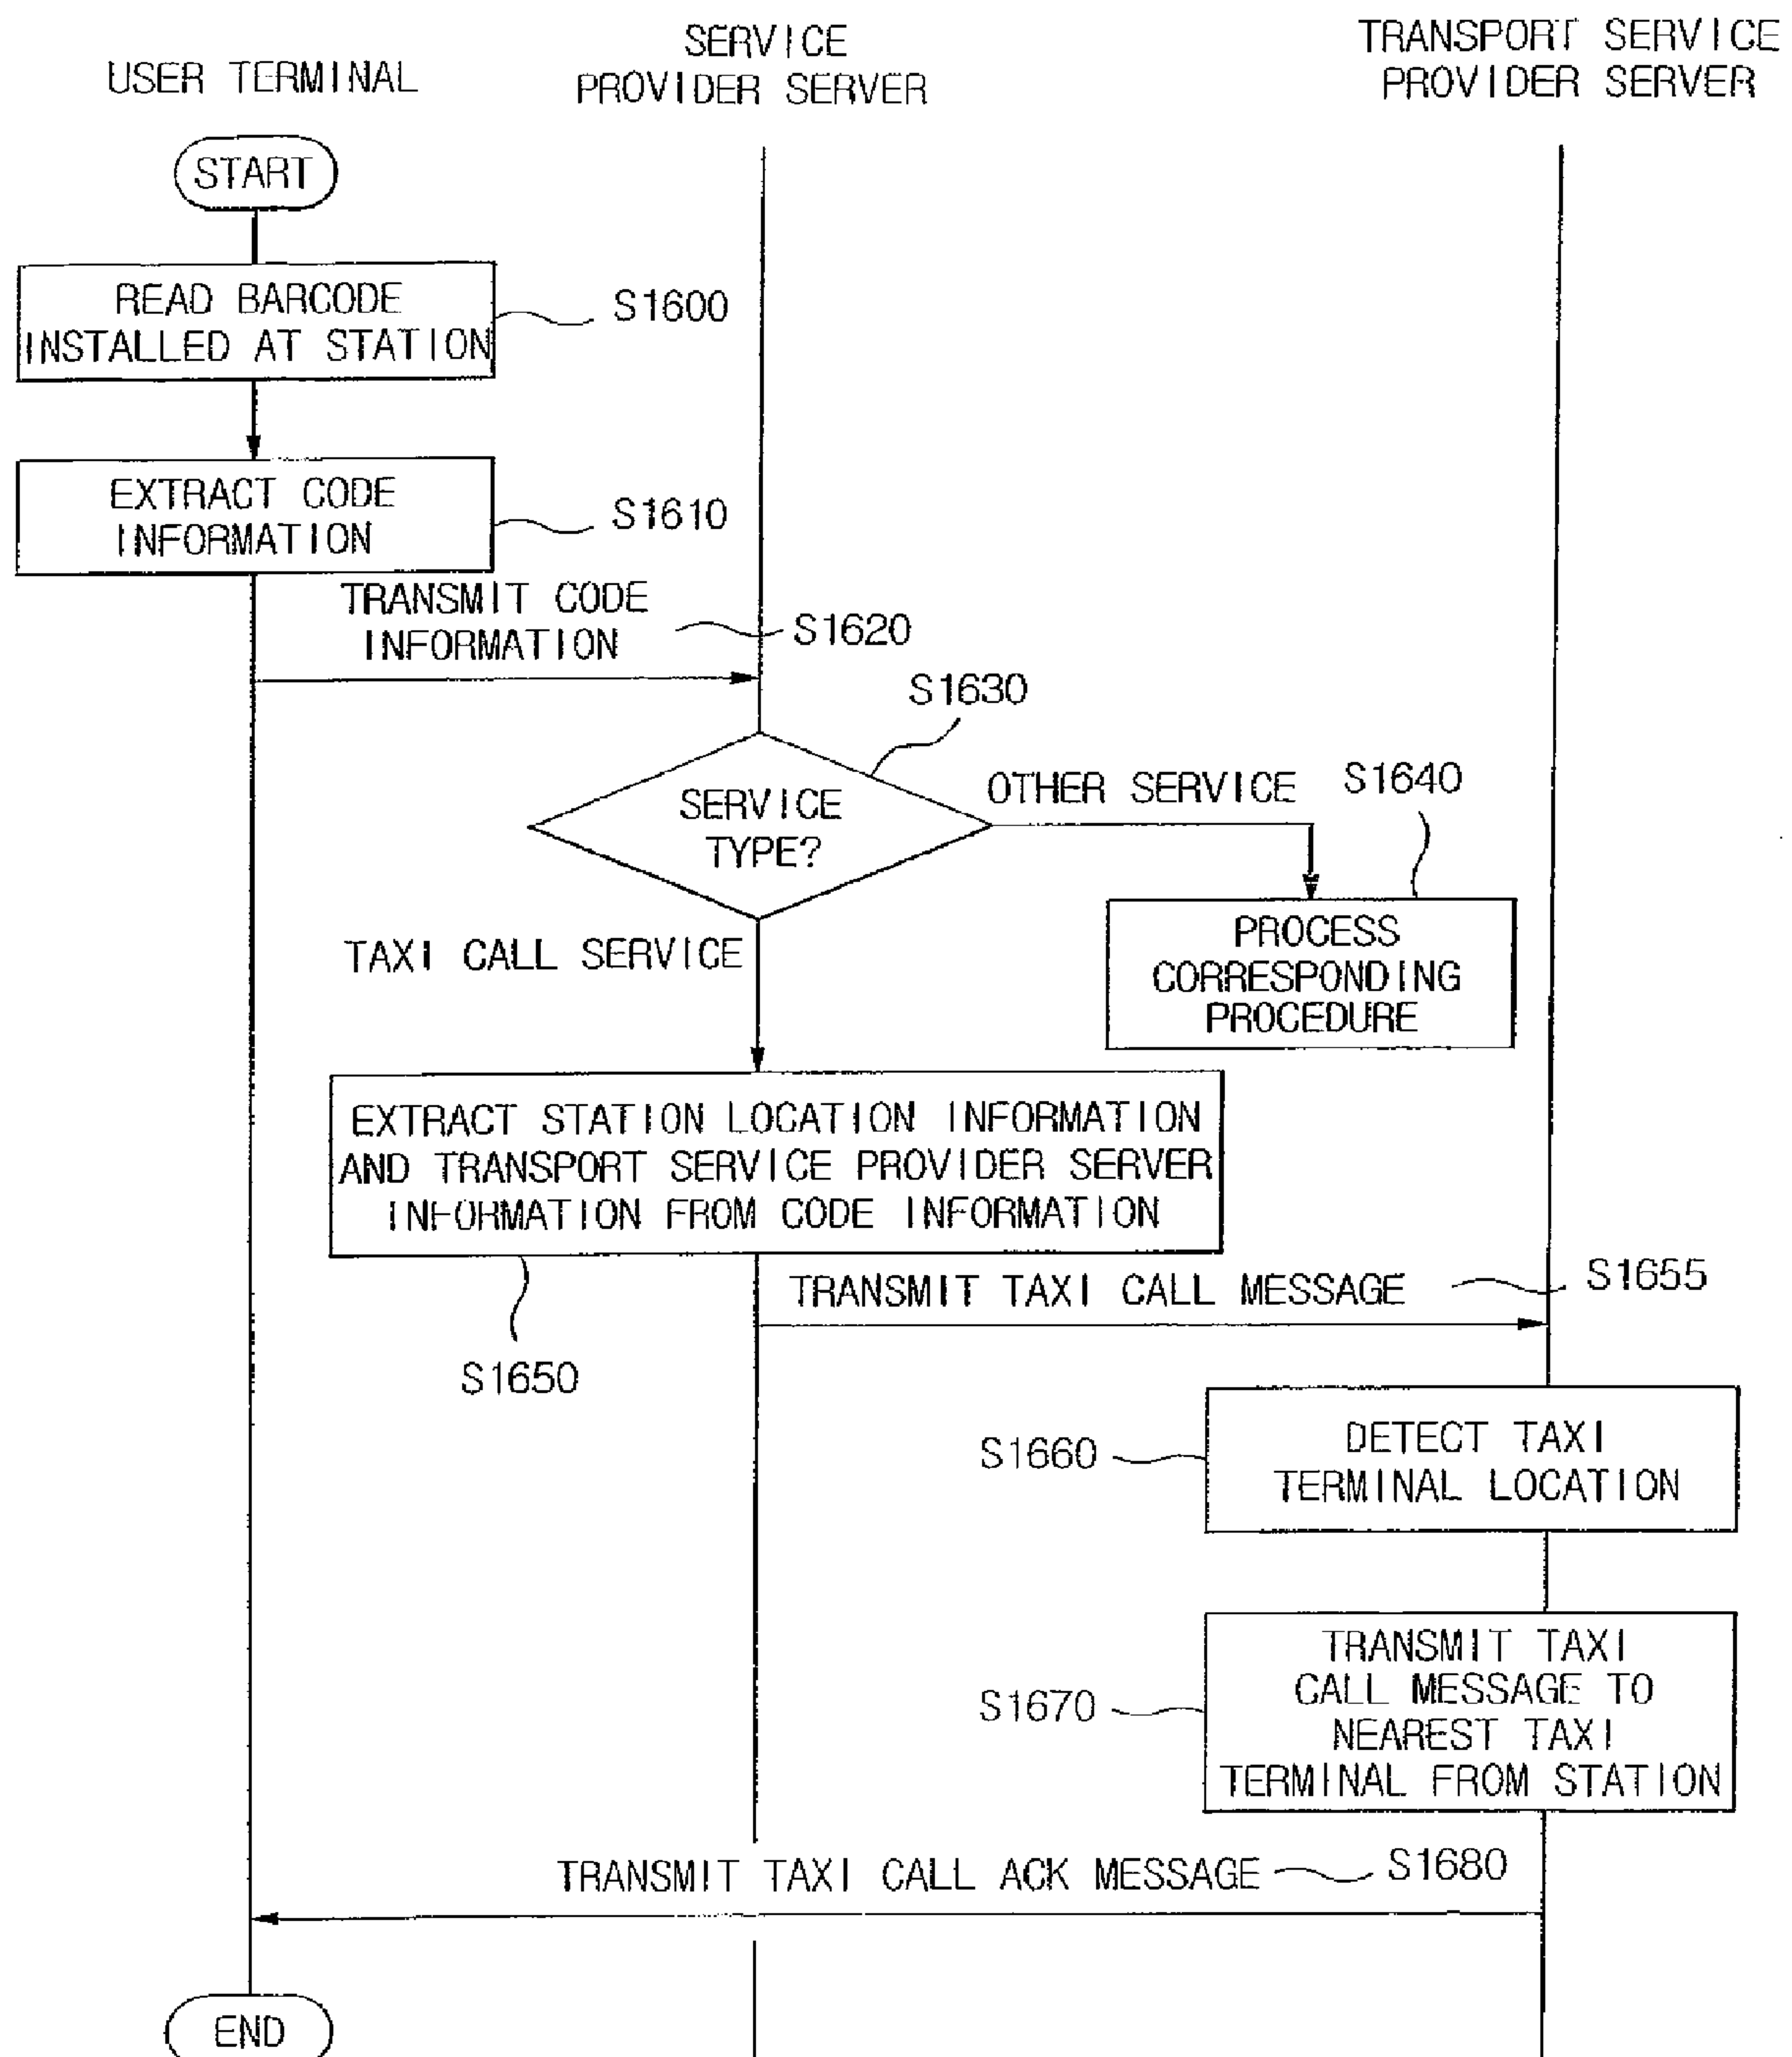 USER TERMINAL
SERVICE
PROVIDER SERVER
TRANSPORT SERVICE
PROVIDER SERVER
START
READ BARCODE
INSTALLED AT STATION
S1600
EXTRACT CODE
INFORMATION
S1610
TRANSMIT CODE
INFORMATION
S1620
S1630
SERVICE
TYPE?
OTHER SERVICE
S1640
PROCESS
CORRESPONDING
PROCEDURE
TAXI CALL SERVICE
EXTRACT STATION LOCATION INFORMATION
AND TRANSPORT SERVICE PROVIDER SERVER
INFORMATION FROM CODE INFORMATION
S1650
TRANSMIT TAXI CALL MESSAGE
S1655
S1660
DETECT TAXI
TERMINAL LOCATION
S1670
TRANSMIT TAXI
CALL MESSAGE TO
NEAREST TAXI
TERMINAL FROM STATION
TRANSMIT TAXI CALL ACK MESSAGE
S1680
END